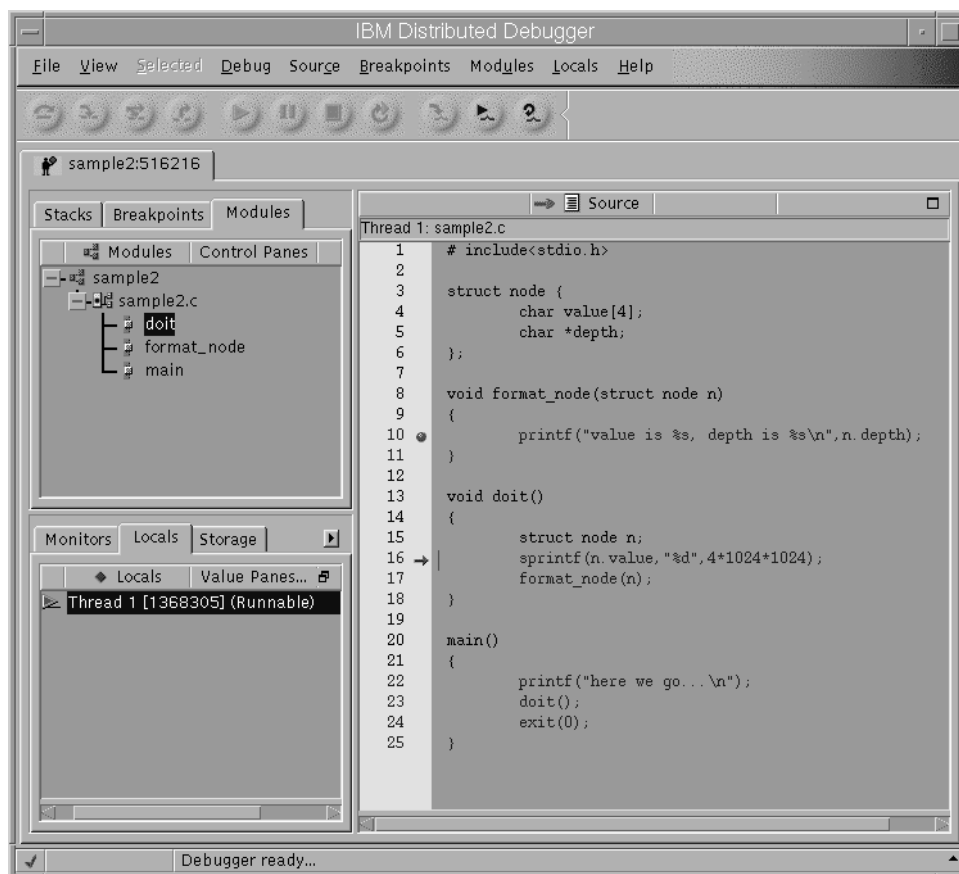 IBM Distributed Debugger
File View Selected Debug Source Breakpoints Modules Locals Help
sample2:516216
Stacks Breakpoints Modules
Modules Control Panes
sample2
sample2.c
doit
format_node
main
Monitors Locals Storage
Locals Value Panes...
Thread 1 [1368305] (Runnable)
Source
Thread 1: sample2.c
1 # include<stdio.h>
2
3 struct node {
4 char value[4];
5 char *depth;
6 };
7
8 void format_node(struct node n)
9 {
10 printf("value is %s, depth is %s\n",n.depth);
11 }
12
13 void doit()
14 {
15 struct node n;
16 sprintf(n.value,"%d",4*1024*1024);
17 format_node(n);
18 }
19
20 main()
21 {
22 printf("here we go...\n");
23 doit();
24 exit(0);
25 }
Debugger ready...